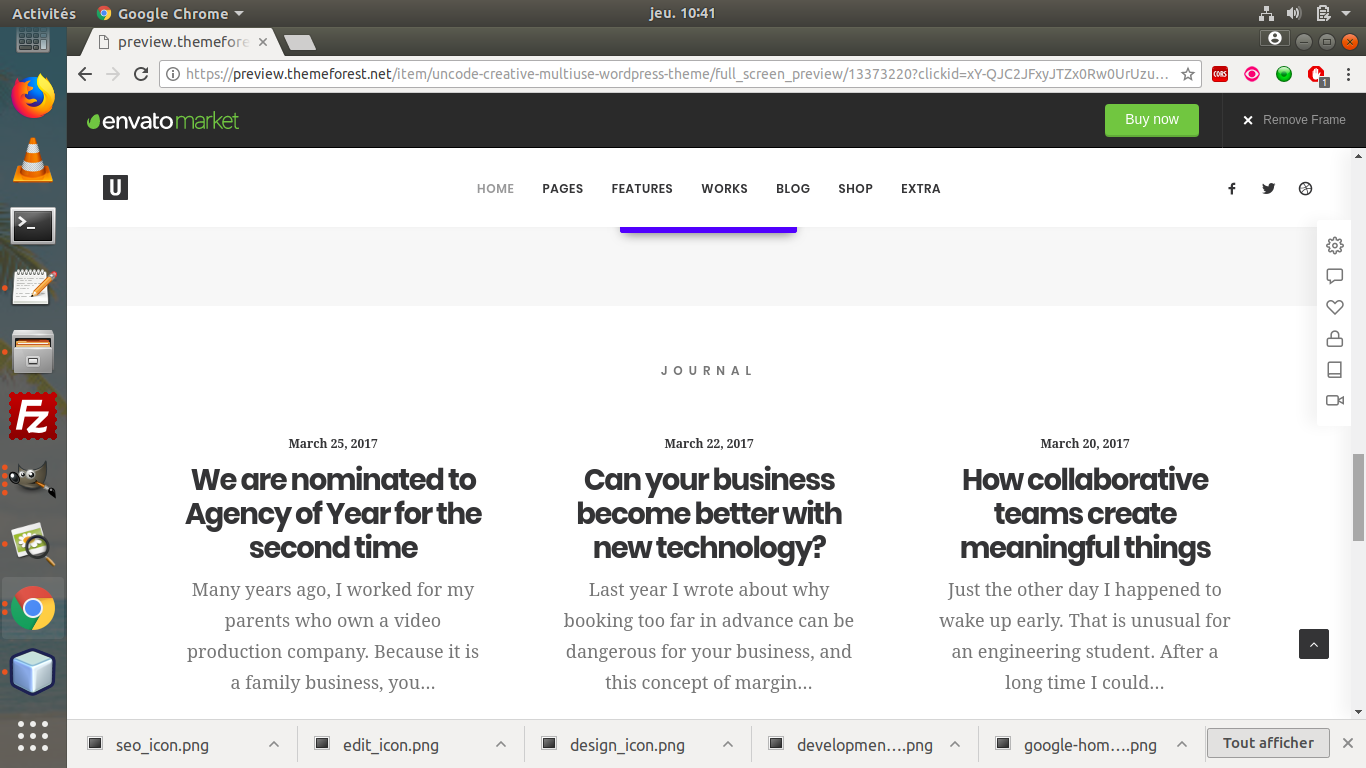 Activités
Google Chrome
jeu. 10:41
preview.themefore
https://preview.themeforest.net/item/uncode-creative-multiuse-wordpress-theme/full_screen_preview/13373220?clickid=xY-QJC2JFxyJTZx0Rw0UrUzu...
CORS
1
envato market
Buy now
Remove Frame
U
HOME PAGES FEATURES WORKS BLOG SHOP EXTRA
JOURNAL
March 25, 2017
We are nominated to
Agency of Year for the
second time
Many years ago, I worked for my
parents who own a video
production company. Because it is
a family business, you...
March 22, 2017
Can your business
become better with
new technology?
Last year I wrote about why
booking too far in advance can be
dangerous for your business, and
this concept of margin...
March 20, 2017
How collaborative
teams create
meaningful things
Just the other day I happened to
wake up early. That is unusual for
an engineering student. After a
long time I could...
Fz
seo_icon.png
edit_icon.png
design_icon.png
developmen....png
google-hom....png
Tout afficher